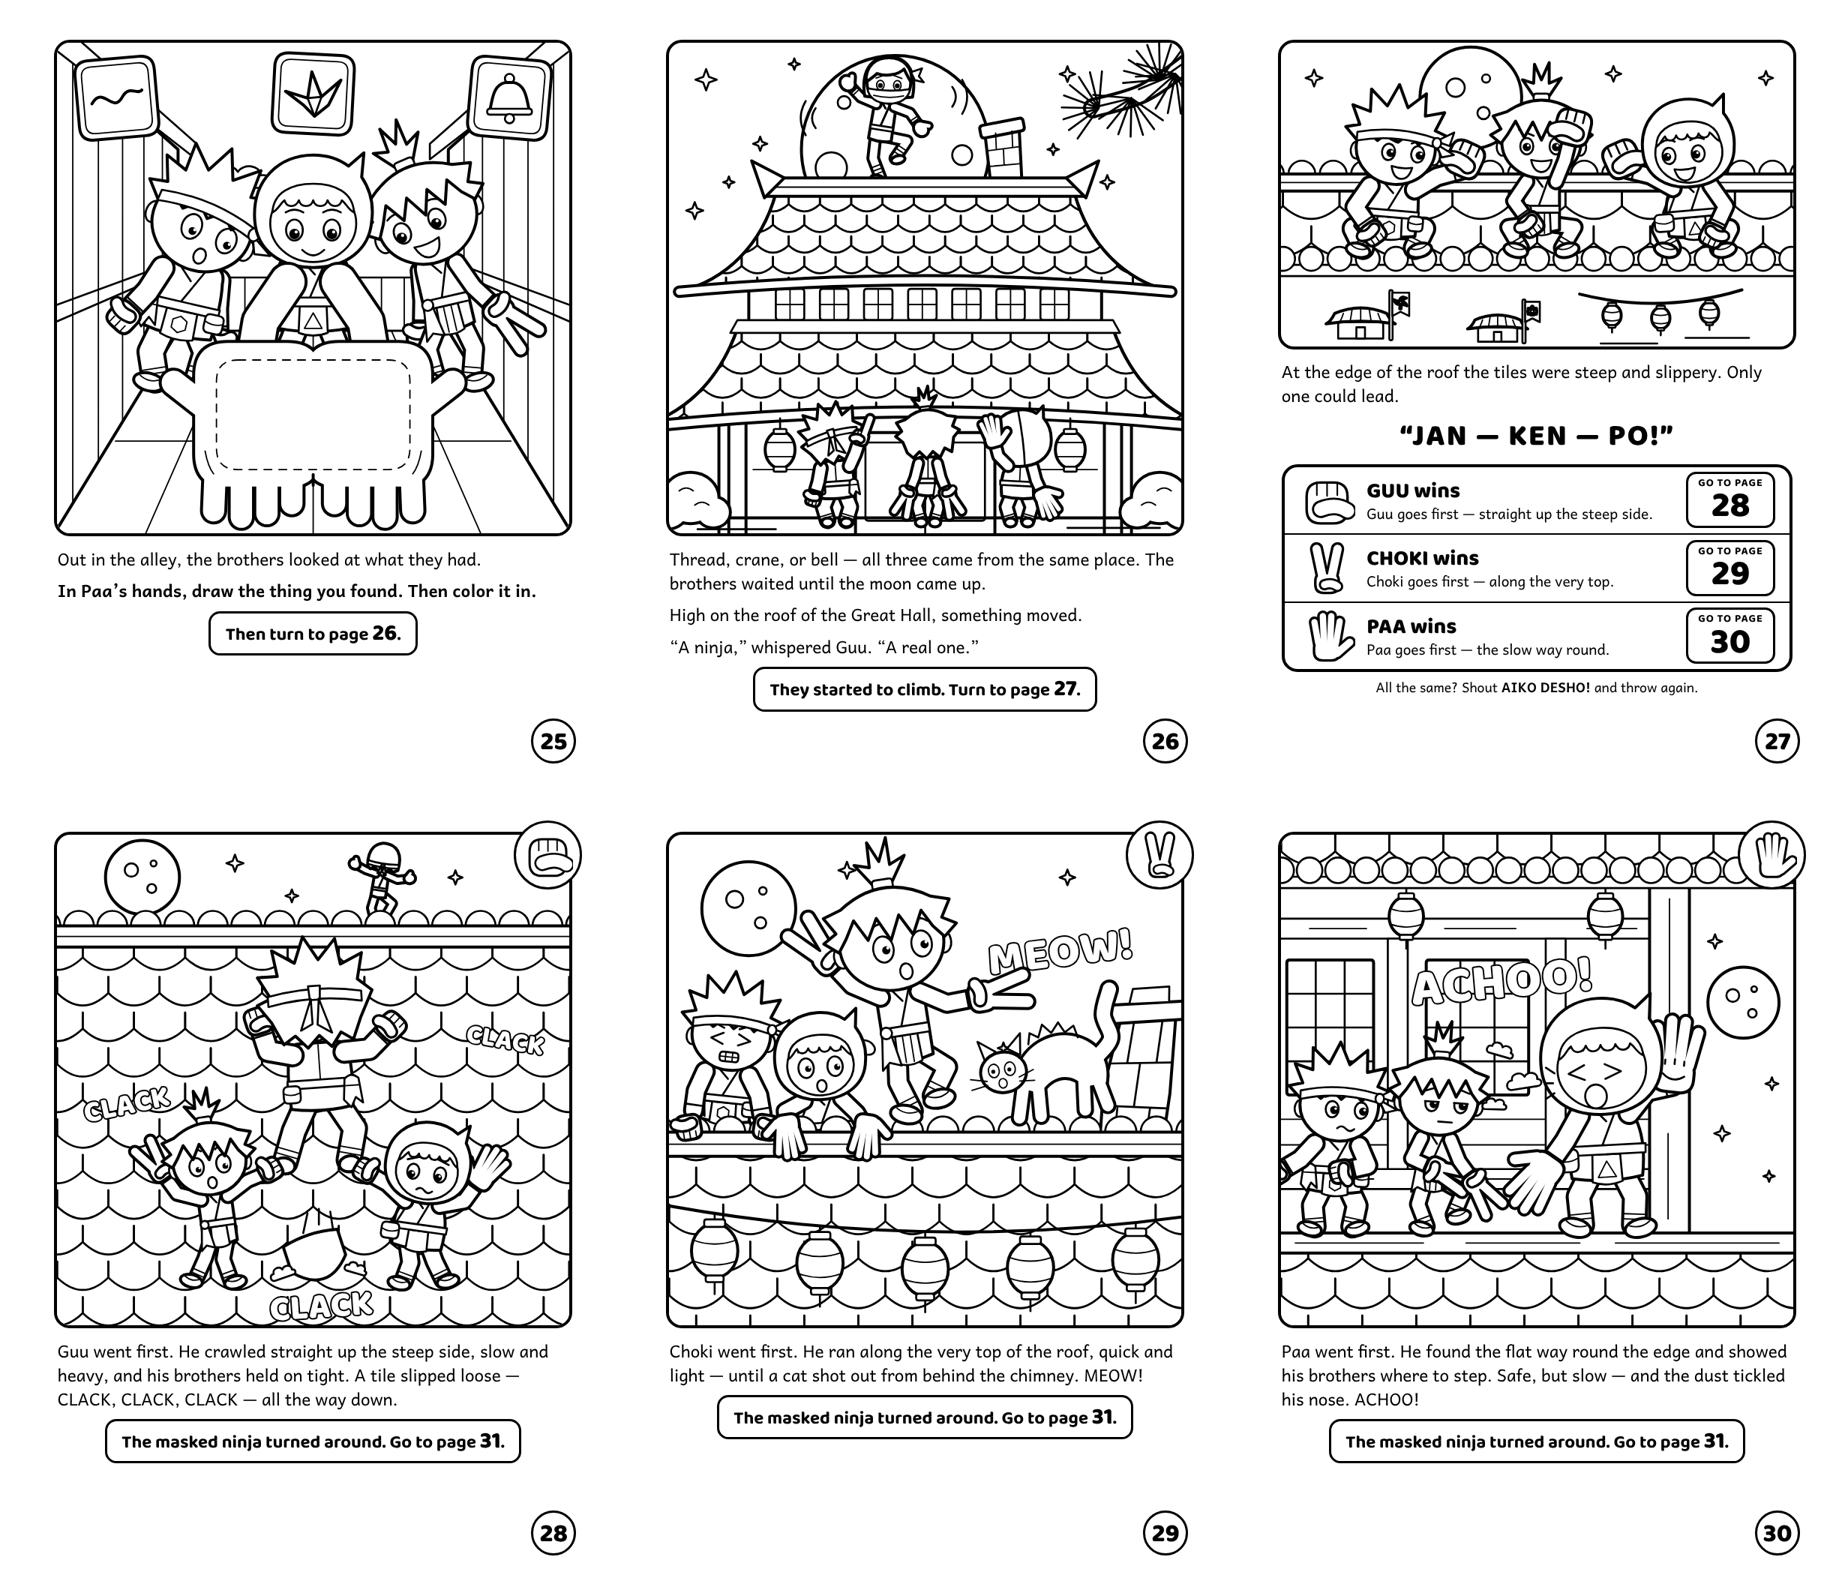 Out in the alley, the brothers looked at what they had.
In Paa's hands, draw the thing you found. Then color it in.
Then turn to page 26.
25
Thread, crane, or bell — all three came from the same place. The
brothers waited until the moon came up.
High on the roof of the Great Hall, something moved.
“A ninja,” whispered Guu. “A real one.”
They started to climb. Turn to page 27.
26
At the edge of the roof the tiles were steep and slippery. Only
one could lead.
“JAN — KEN — PO!”
GUU wins
Guu goes first — straight up the steep side.
GO TO PAGE
28
CHOKI wins
Choki goes first — along the very top.
GO TO PAGE
29
PAA wins
Paa goes first — the slow way round.
GO TO PAGE
30
All the same? Shout AIKO DESHO! and throw again.
27
CLACK
CLACK
CLACK
Guu went first. He crawled straight up the steep side, slow and
heavy, and his brothers held on tight. A tile slipped loose —
CLACK, CLACK, CLACK — all the way down.
The masked ninja turned around. Go to page 31.
28
MEOW!
Choki went first. He ran along the very top of the roof, quick and
light — until a cat shot out from behind the chimney. MEOW!
The masked ninja turned around. Go to page 31.
29
ACHOO!
Paa went first. He found the flat way round the edge and showed
his brothers where to step. Safe, but slow — and the dust tickled
his nose. ACHOO!
The masked ninja turned around. Go to page 31.
30